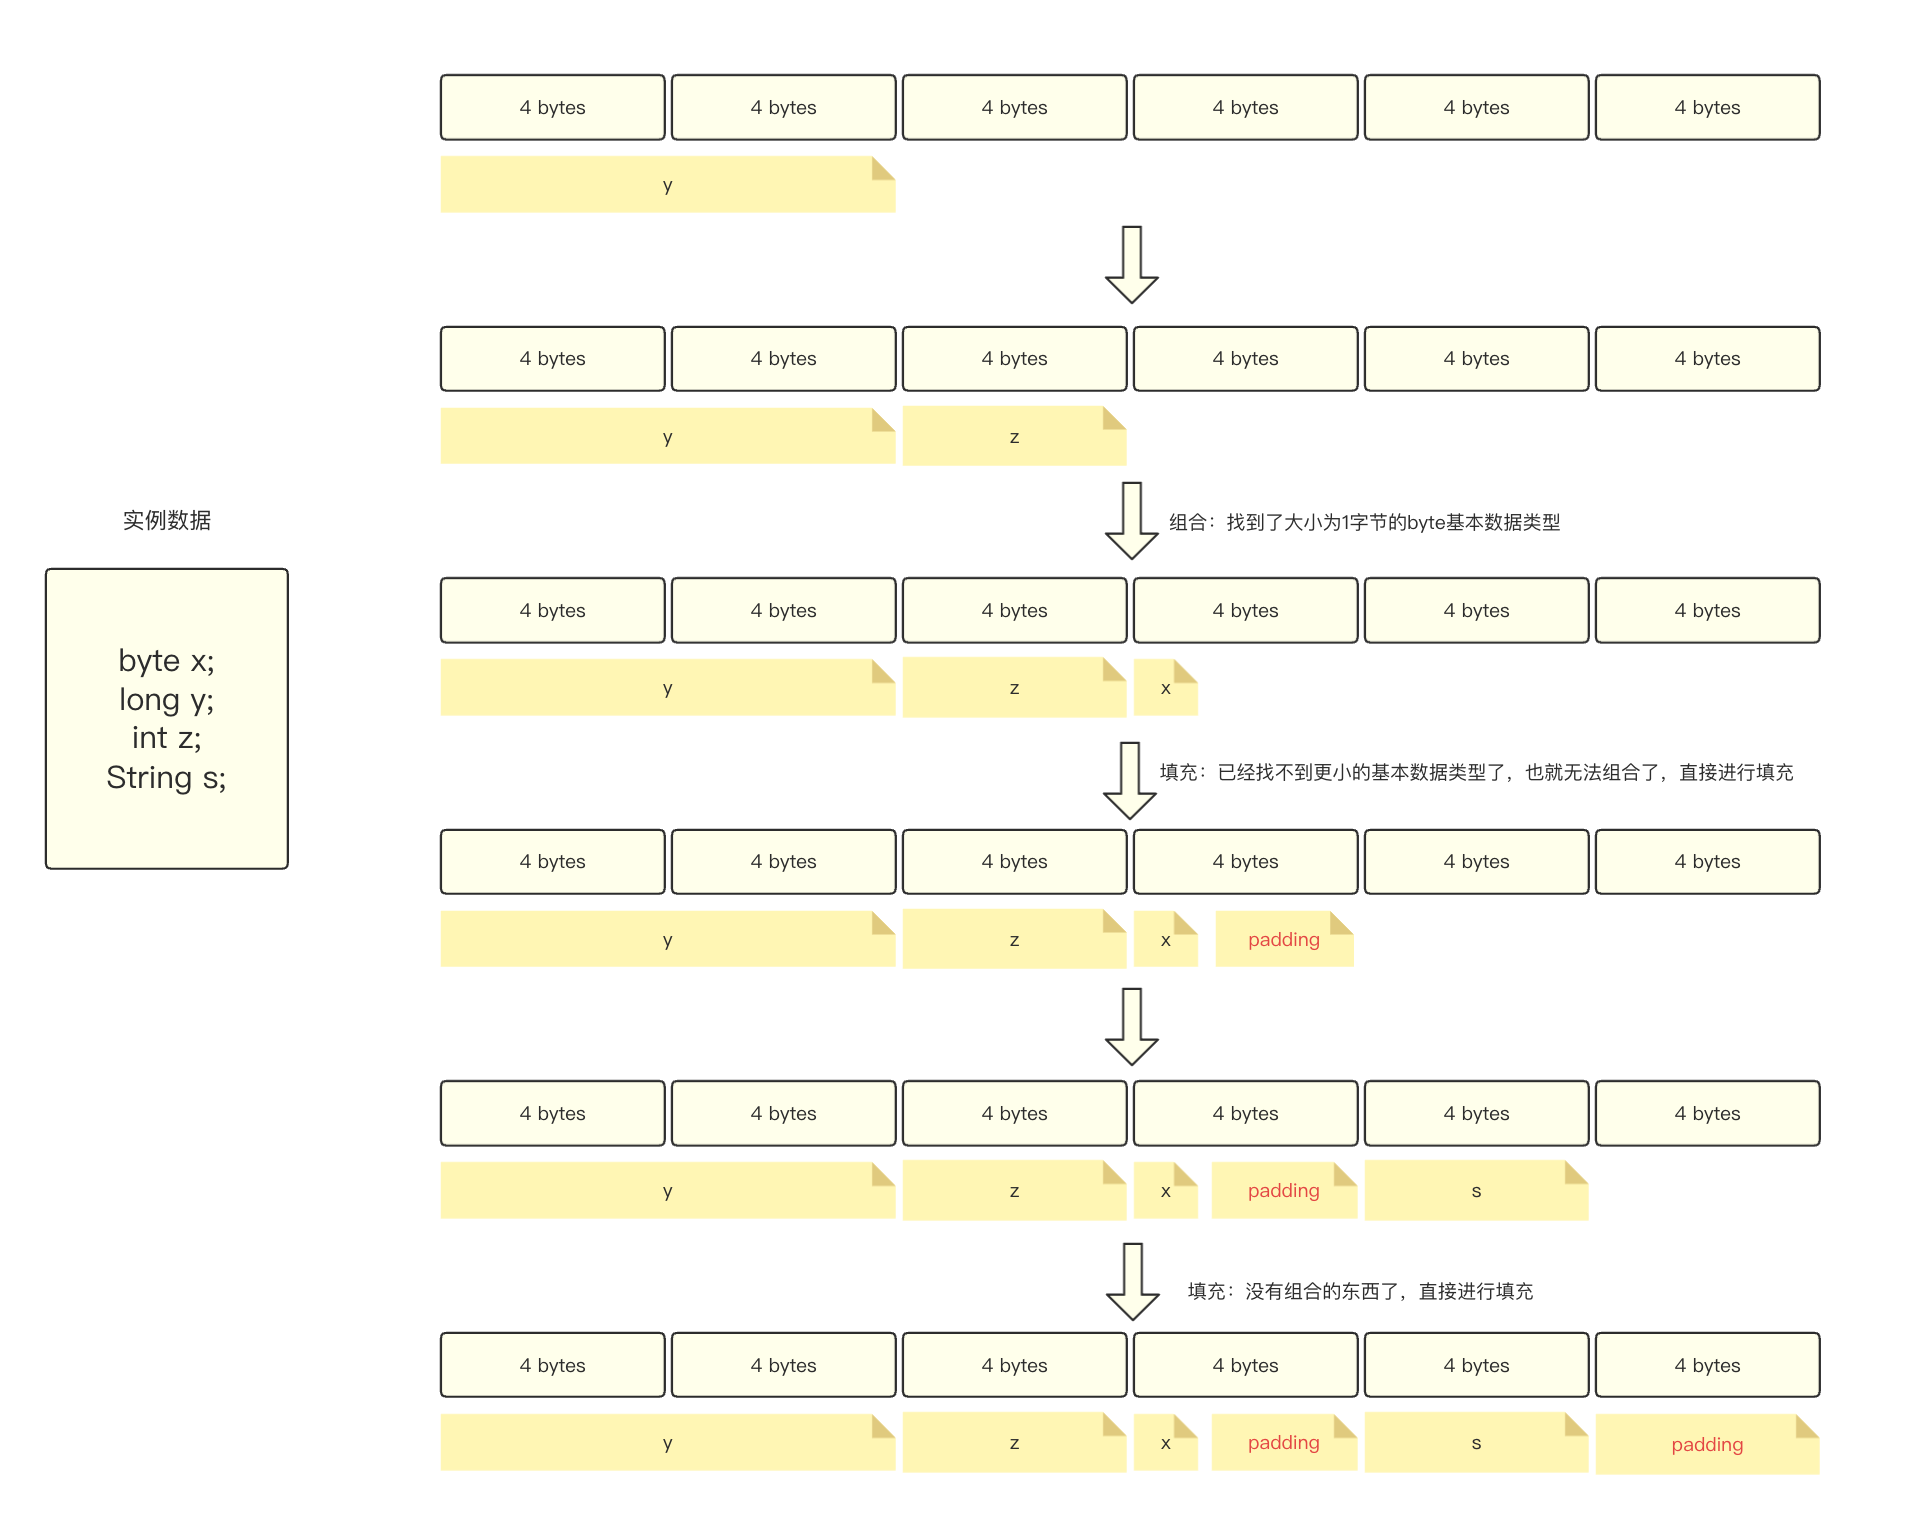 4 bytes 4 bytes 4 bytes 4 bytes 4 bytes 4 bytes
y
4 bytes 4 bytes 4 bytes 4 bytes 4 bytes 4 bytes
y z
实例数据
byte x;
long y;
int z;
String s;
组合：找到了大小为1字节的byte基本数据类型
4 bytes 4 bytes 4 bytes 4 bytes 4 bytes 4 bytes
y z x
填充：已经找不到更小的基本数据类型了，也就无法组合了，直接进行填充
4 bytes 4 bytes 4 bytes 4 bytes 4 bytes 4 bytes
y z x padding
4 bytes 4 bytes 4 bytes 4 bytes 4 bytes 4 bytes
y z x padding s
填充：没有组合的东西了，直接进行填充
4 bytes 4 bytes 4 bytes 4 bytes 4 bytes 4 bytes
y z x padding s padding